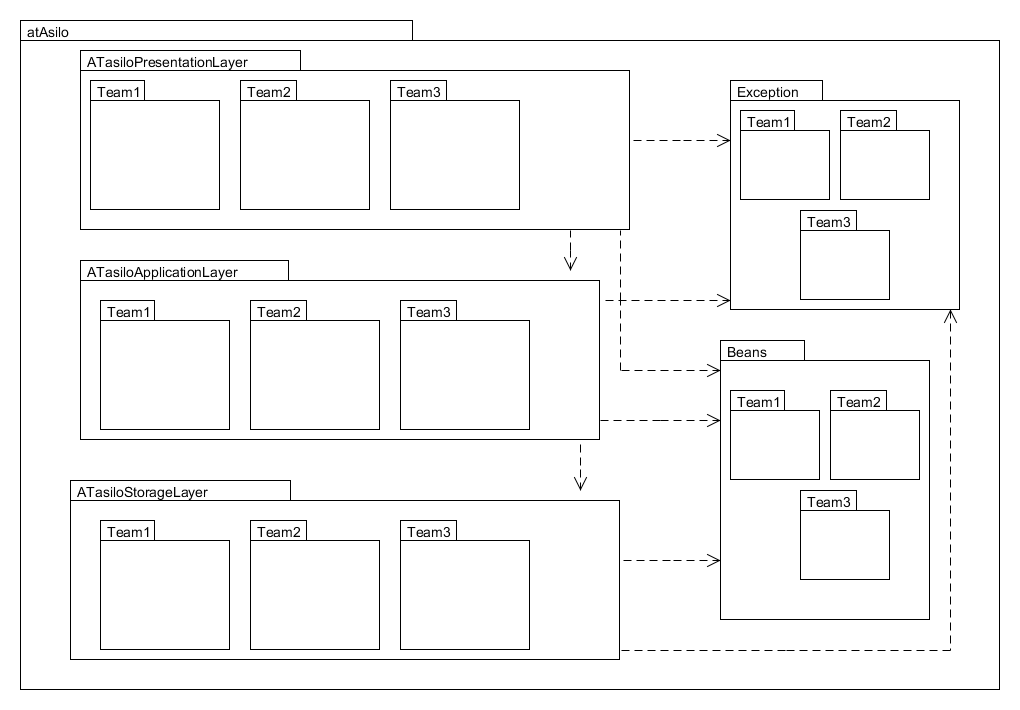 atAsilo
ATasiloPresentationLayer
Team1
Team2
Team3
Exception
Team1
Team2
Team3
ATasiloApplicationLayer
Team1
Team2
Team3
Beans
Team1
Team2
Team3
ATasiloStorageLayer
Team1
Team2
Team3